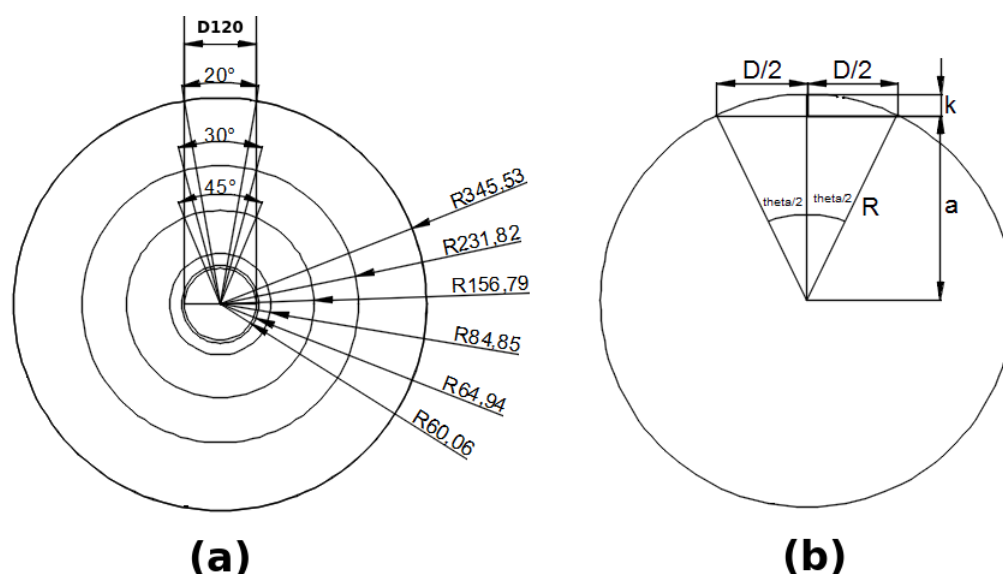 D120
20°
30°
45°
R345,53
R231,82
R156,79
R84,85
R64,94
R60,06
(a)
D/2
D/2
k
theta/2
theta/2
R
a
(b)